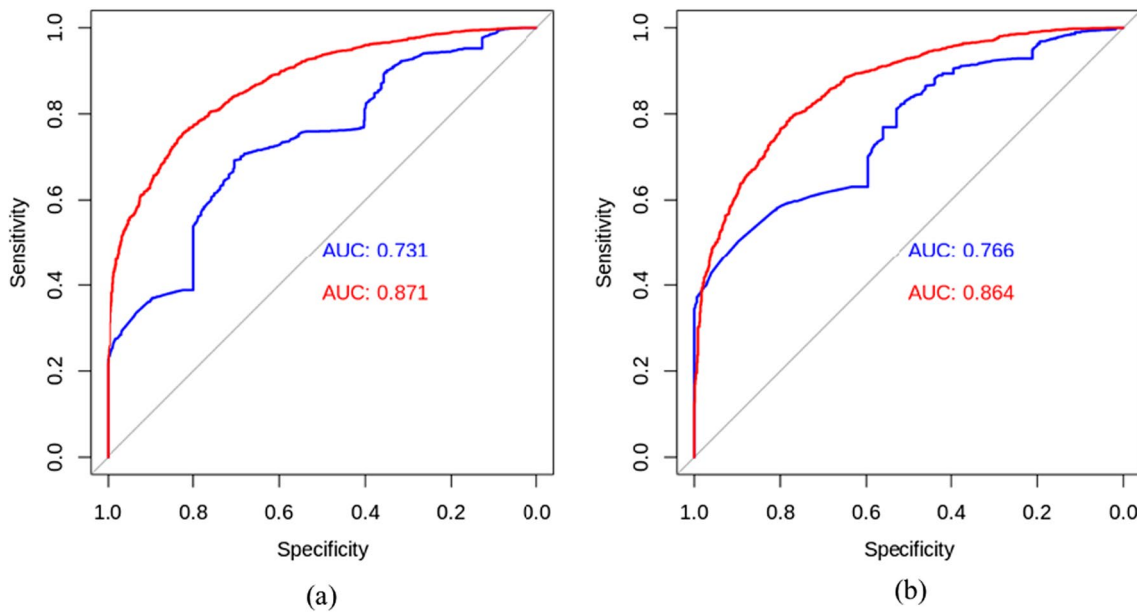 1.0
0.8
0.6
0.4
0.2
0.0
Sensitivity
AUC: 0.731
AUC: 0.871
1.0 0.8 0.6 0.4 0.2 0.0
Specificity
(a)
1.0
0.8
0.6
0.4
0.2
0.0
Sensitivity
AUC: 0.766
AUC: 0.864
1.0 0.8 0.6 0.4 0.2 0.0
Specificity
(b)